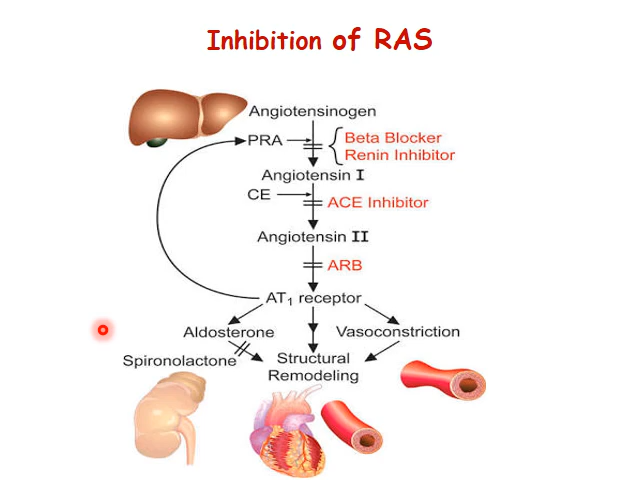 Inhibition of RAS
Angiotensinogen
PRA
Beta Blocker
Renin Inhibitor
Angiotensin I
CE
ACE Inhibitor
Angiotensin II
ARB
AT1 receptor
Aldosterone
Vasoconstriction
Spironolactone
Structural
Remodeling